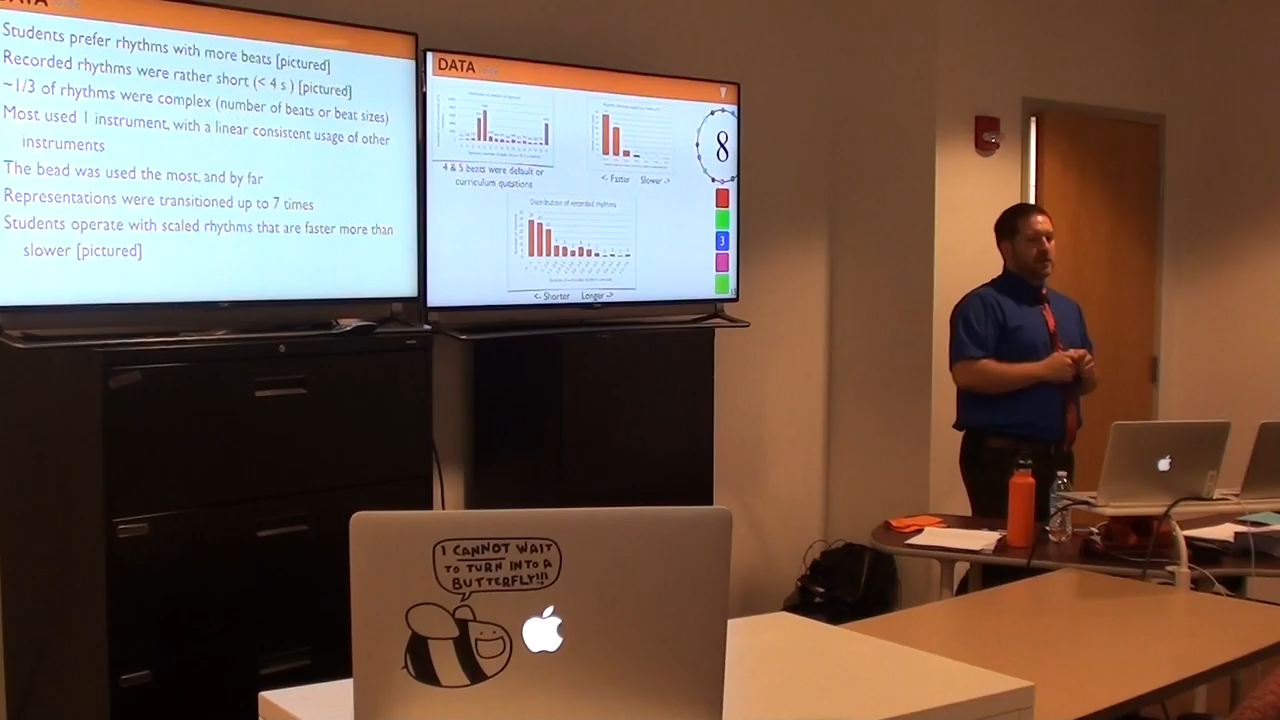 DATA
Students prefer rhythms with more beats [pictured]
Recorded rhythms were rather short (< 4 s ) [pictured]
~1/3 of rhythms were complex (number of beats or beat sizes)
Most used 1 instrument, with a linear consistent usage of other
instruments
The bead was used the most, and by far
Representations were transitioned up to 7 times
Students operate with scaled rhythms that are faster more than
slower [pictured]
DATA
4 & 5 beats were default or
curriculum questions
<- Faster Slower ->
8
3
Distribution of recorded rhythms
<- Shorter Longer ->
I CANNOT WAIT
TO TURN INTO A
BUTTERFLY!!!